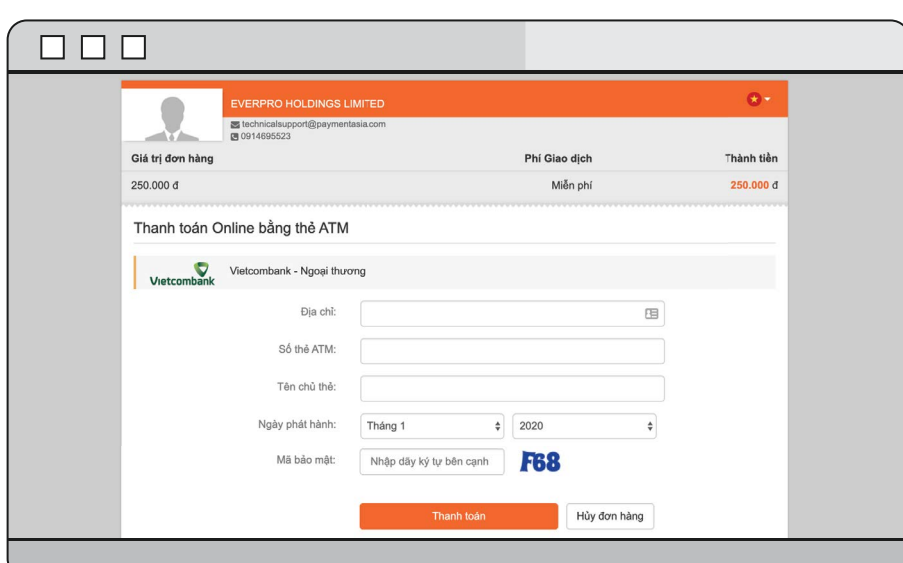 EVERPRO HOLDINGS LIMITED
technicalsupport@paymentasia.com
0914695523
Giá trị đơn hàng Phí Giao dịch Thành tiền
250.000 đ Miễn phí 250.000 đ
Thanh toán Online bằng thẻ ATM
Vietcombank Vietcombank - Ngoại thương
Địa chỉ:
Số thẻ ATM:
Tên chủ thẻ:
Ngày phát hành: Tháng 1 2020
Mã bảo mật: Nhập dãy ký tự bên cạnh F68
Thanh toán Hủy đơn hàng